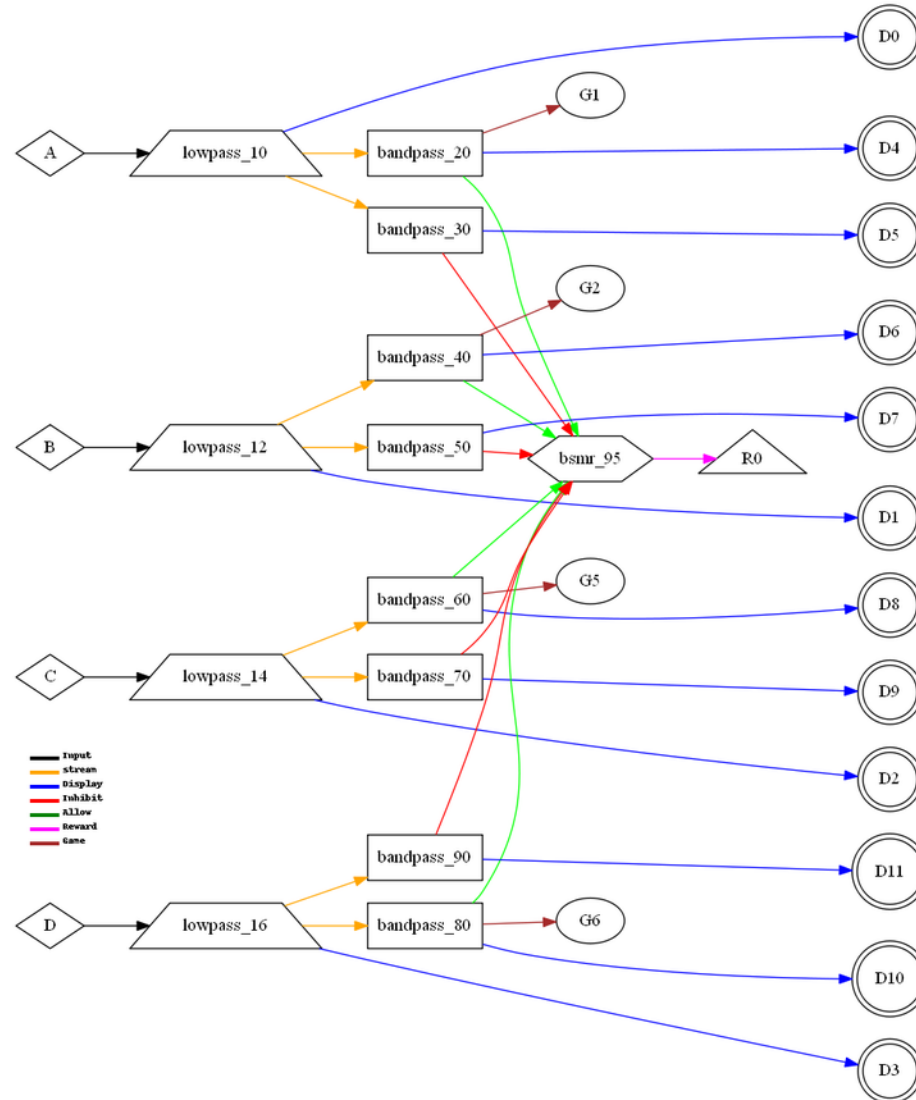 D0
G1
A
lowpass_10
bandpass_20
D4
bandpass_30
D5
G2
D6
bandpass_40
D7
B
lowpass_12
bandpass_50
bsmr_95
R0
D1
G5
bandpass_60
D8
C
lowpass_14
bandpass_70
D9
Input
stream
Display
Inhibit
Allow
Reward
Game
D2
bandpass_90
D11
D
lowpass_16
bandpass_80
G6
D10
D3